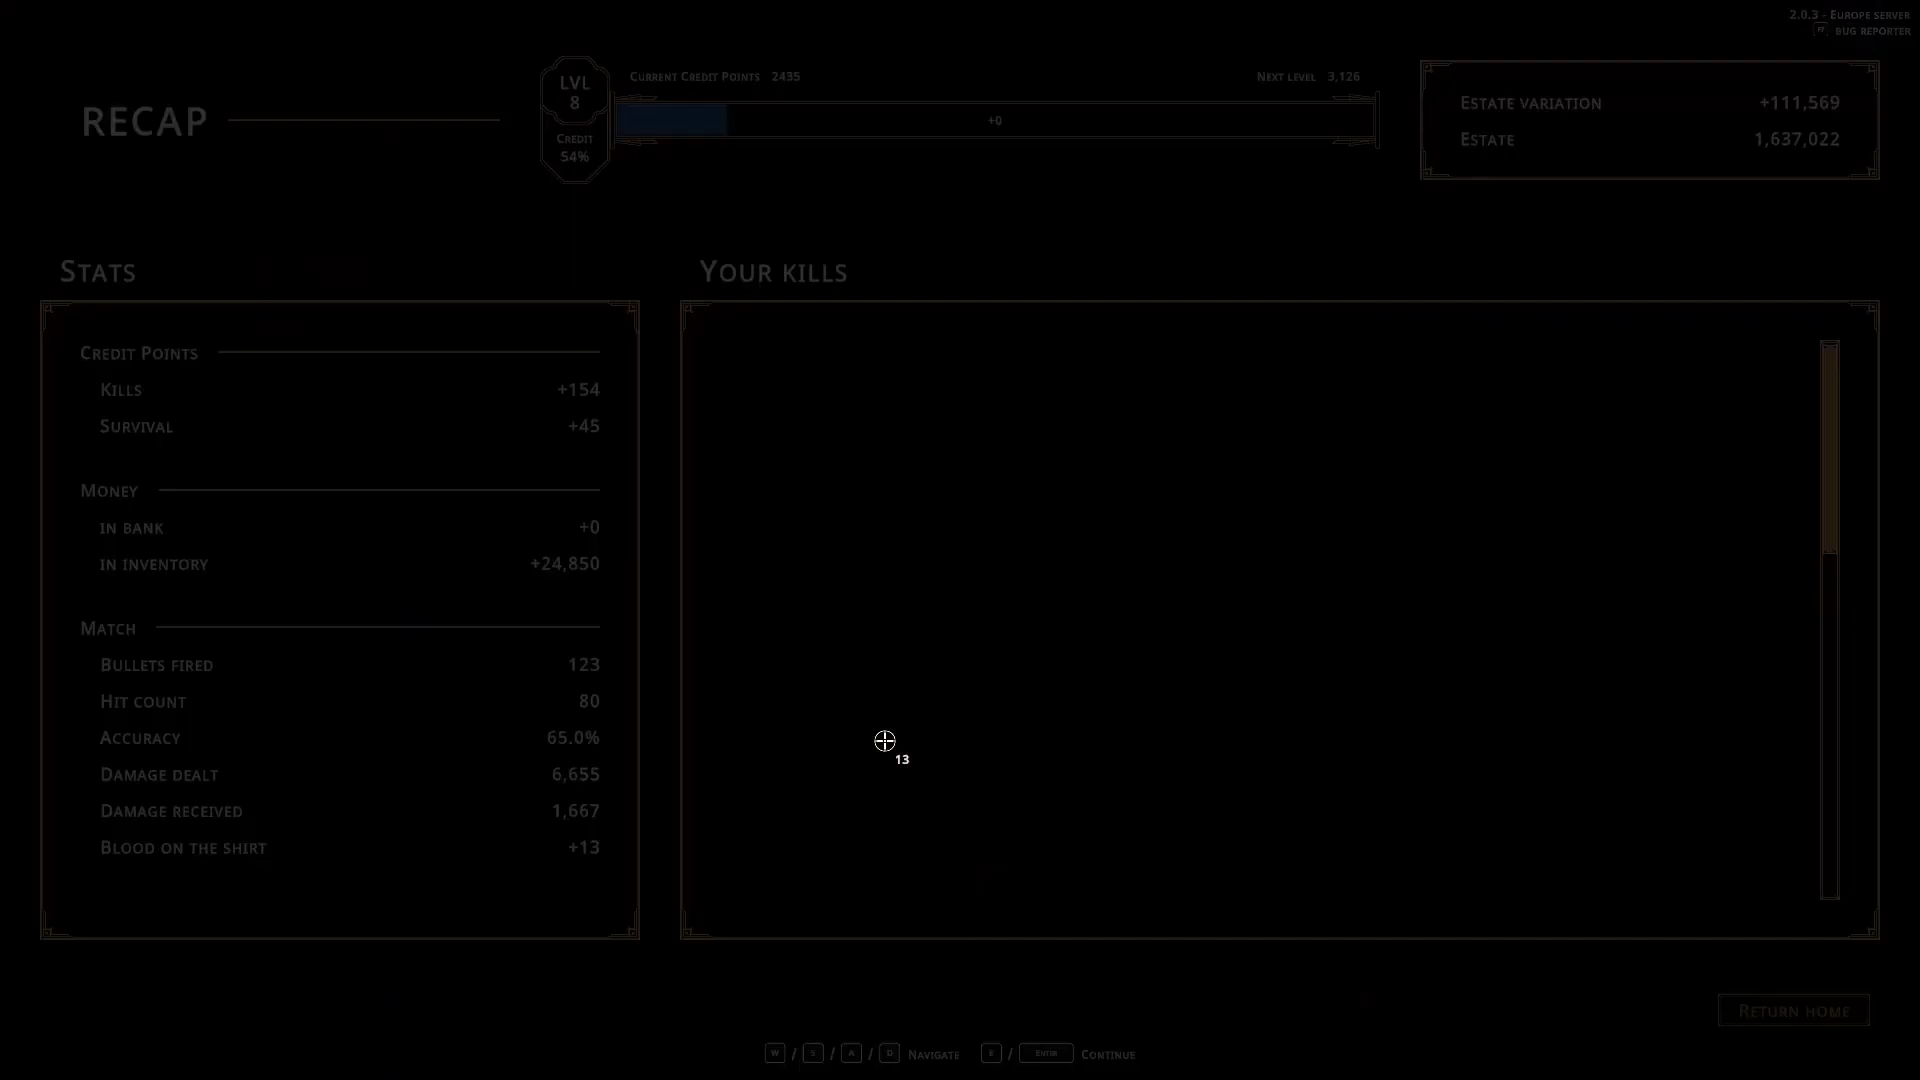 2.0.3 - Europe server
F7 Bug reporter
RECAP
LVL
8
Credit
54%
Current Credit Points 2435
Next level 3,126
+0
Estate variation +111,569
Estate 1,637,022
Stats
Credit Points
Kills +154
Survival +45
Money
In bank +0
In inventory +24,850
Match
Bullets fired 123
Hit count 80
Accuracy 65.0%
Damage dealt 6,655
Damage received 1,667
Blood on the shirt +13
Your kills
13
Return home
W / S / A / D Navigate E / Enter Continue